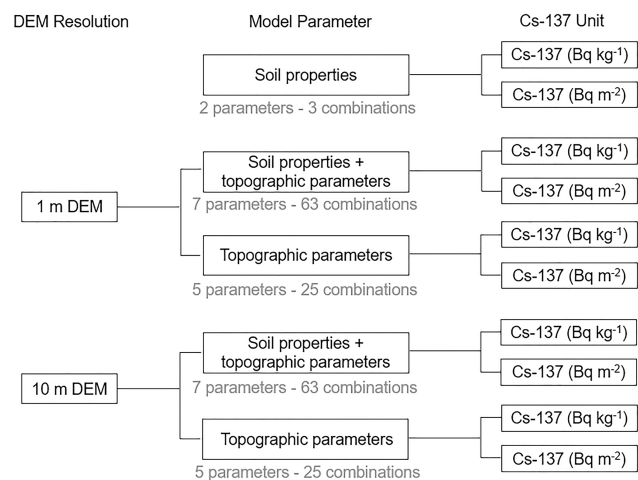 DEM Resolution
Model Parameter
Cs-137 Unit
Soil properties
2 parameters - 3 combinations
Cs-137 (Bq kg⁻¹)
Cs-137 (Bq m⁻²)
1 m DEM
Soil properties +
topographic parameters
7 parameters - 63 combinations
Cs-137 (Bq kg⁻¹)
Cs-137 (Bq m⁻²)
Topographic parameters
5 parameters - 25 combinations
Cs-137 (Bq kg⁻¹)
Cs-137 (Bq m⁻²)
10 m DEM
Soil properties +
topographic parameters
7 parameters - 63 combinations
Cs-137 (Bq kg⁻¹)
Cs-137 (Bq m⁻²)
Topographic parameters
5 parameters - 25 combinations
Cs-137 (Bq kg⁻¹)
Cs-137 (Bq m⁻²)